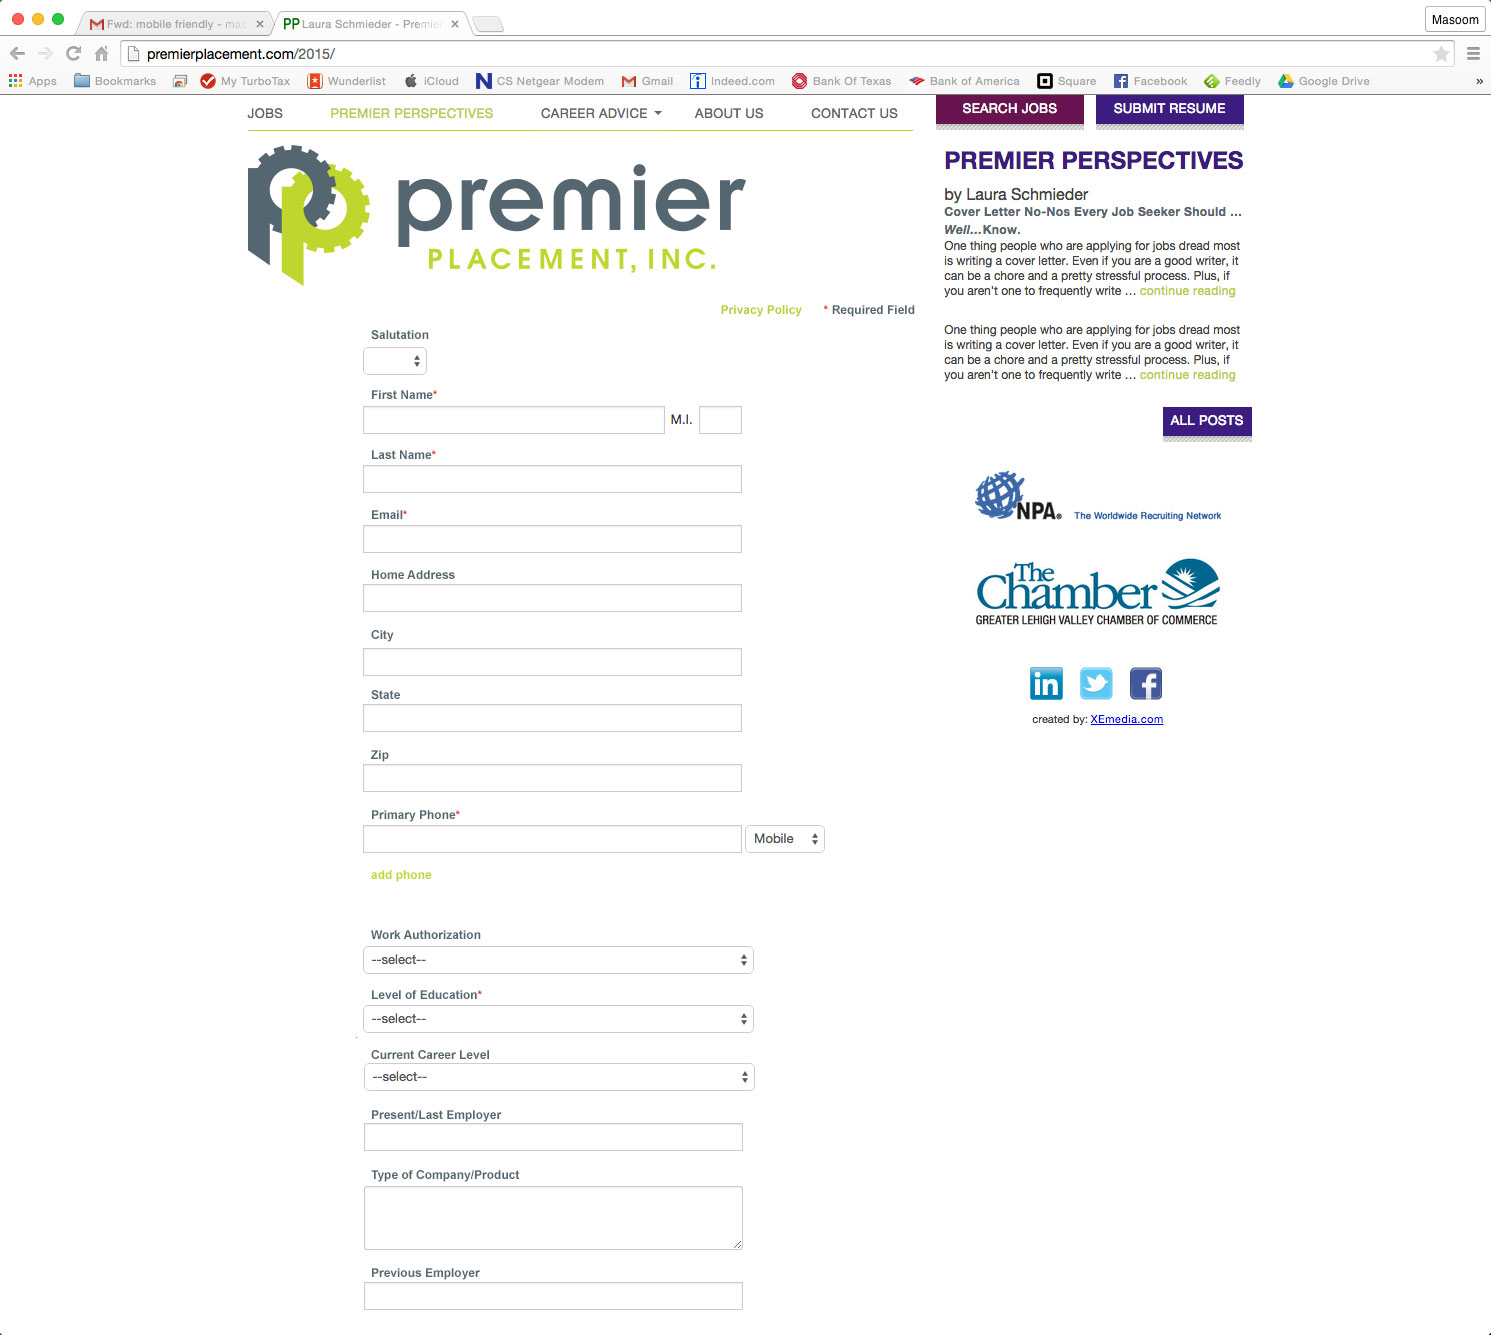 Fwd: mobile friendly - mas
PP Laura Schmieder - Premier
Masoom
premierplacement.com/2015/
Apps
Bookmarks
My TurboTax
Wunderlist
iCloud
CS Netgear Modem
Gmail
Indeed.com
Bank Of Texas
Bank of America
Square
Facebook
Feedly
Google Drive
»
JOBS
PREMIER PERSPECTIVES
CAREER ADVICE
ABOUT US
CONTACT US
SEARCH JOBS
SUBMIT RESUME
pp
premier
PLACEMENT, INC.
Privacy Policy
* Required Field
Salutation
First Name*
M.I.
Last Name*
Email*
Home Address
City
State
Zip
Primary Phone*
Mobile
add phone
Work Authorization
--select--
Level of Education*
--select--
Current Career Level
--select--
Present/Last Employer
Type of Company/Product
Previous Employer
PREMIER PERSPECTIVES
by Laura Schmieder
Cover Letter No-Nos Every Job Seeker Should ...
Well...Know.
One thing people who are applying for jobs dread most
is writing a cover letter. Even if you are a good writer, it
can be a chore and a pretty stressful process. Plus, if
you aren't one to frequently write ... continue reading
One thing people who are applying for jobs dread most
is writing a cover letter. Even if you are a good writer, it
can be a chore and a pretty stressful process. Plus, if
you aren't one to frequently write ... continue reading
ALL POSTS
NPA® The Worldwide Recruiting Network
The
Chamber
GREATER LEHIGH VALLEY CHAMBER OF COMMERCE
in
f
created by: XEmedia.com